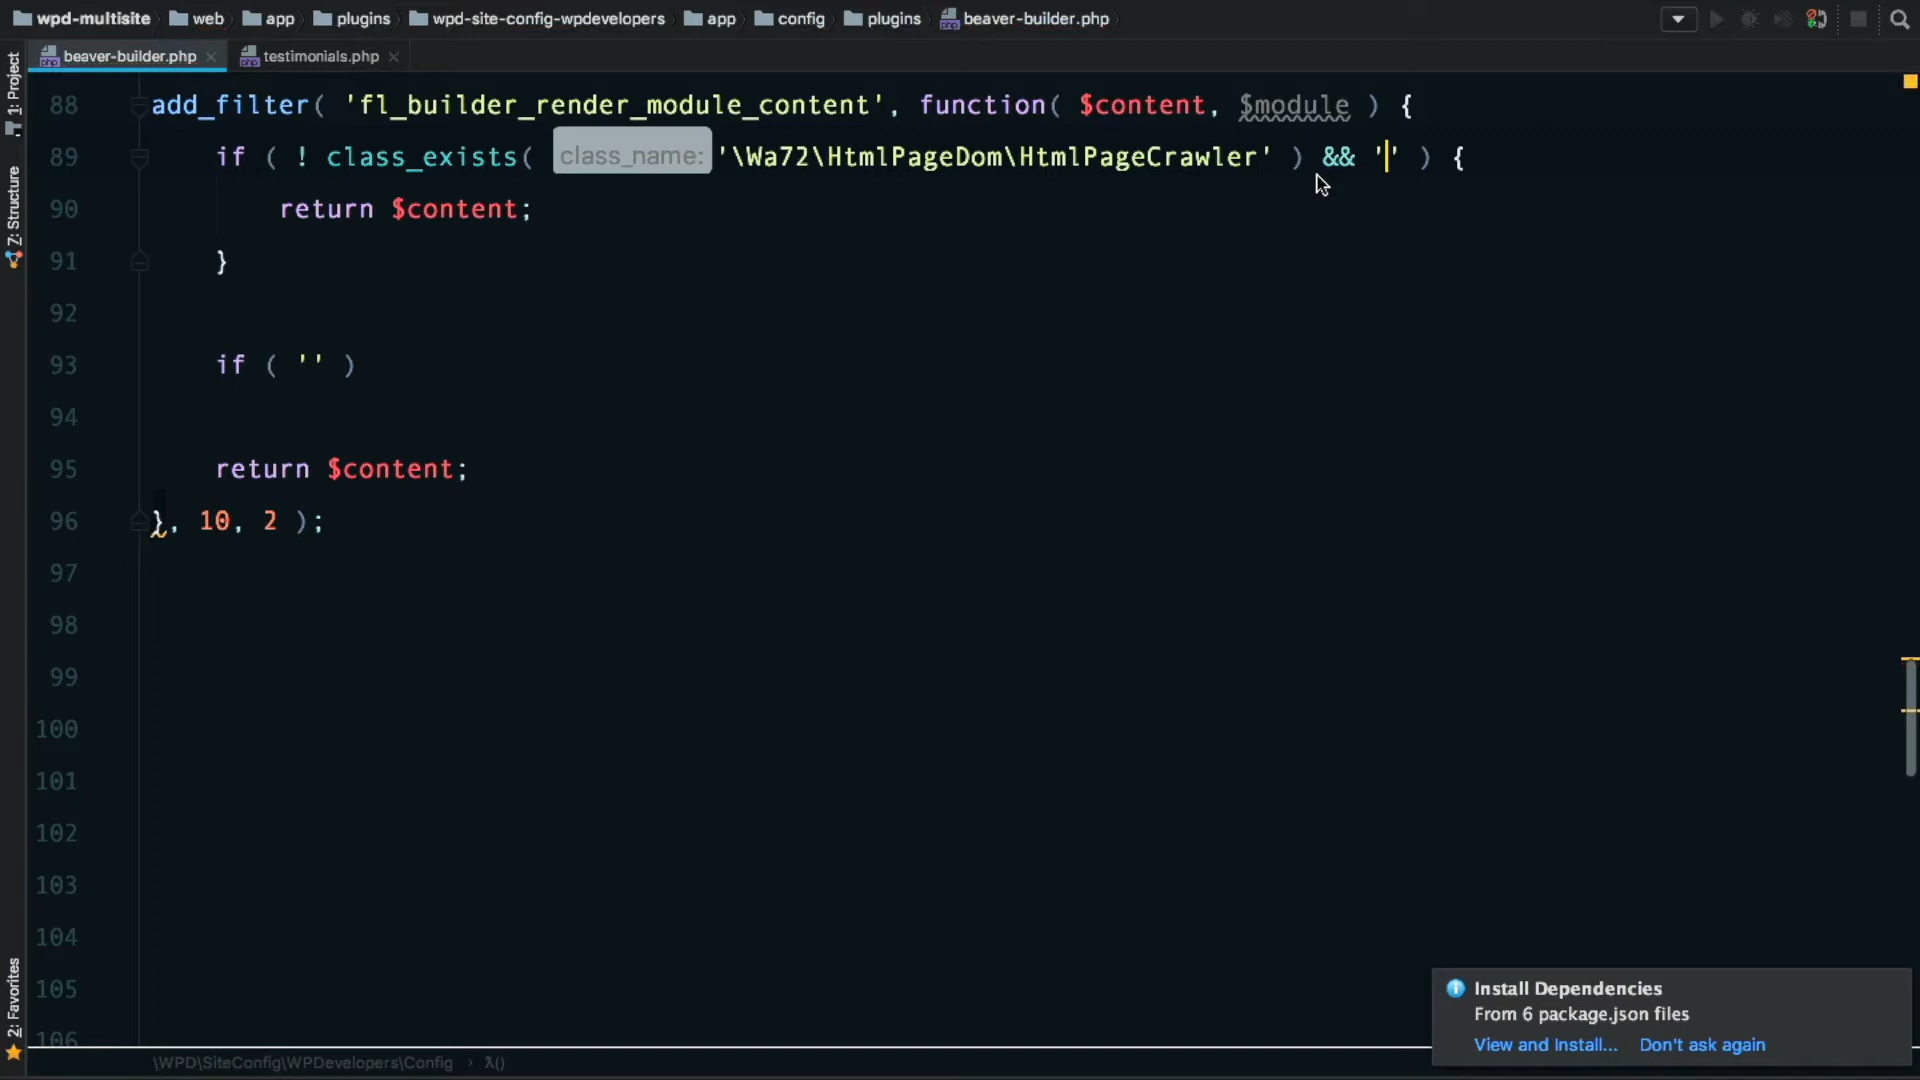 wpd-multisite web app plugins wpd-site-config-wpdevelopers app config plugins beaver-builder.php
beaver-builder.php testimonials.php
1: Project
Z: Structure
2: Favorites
88 add_filter( 'fl_builder_render_module_content', function( $content, $module ) {
89 if ( ! class_exists( class_name: '\Wa72\HtmlPageDom\HtmlPageCrawler' ) && '' ) {
90 return $content;
91 }
92
93 if ( '' )
94
95 return $content;
96 }, 10, 2 );
97
98
99
100
101
102
103
104
105
106
Install Dependencies
From 6 package.json files
View and Install... Don't ask again
\WPD\SiteConfig\WPDevelopers\Config › λ()